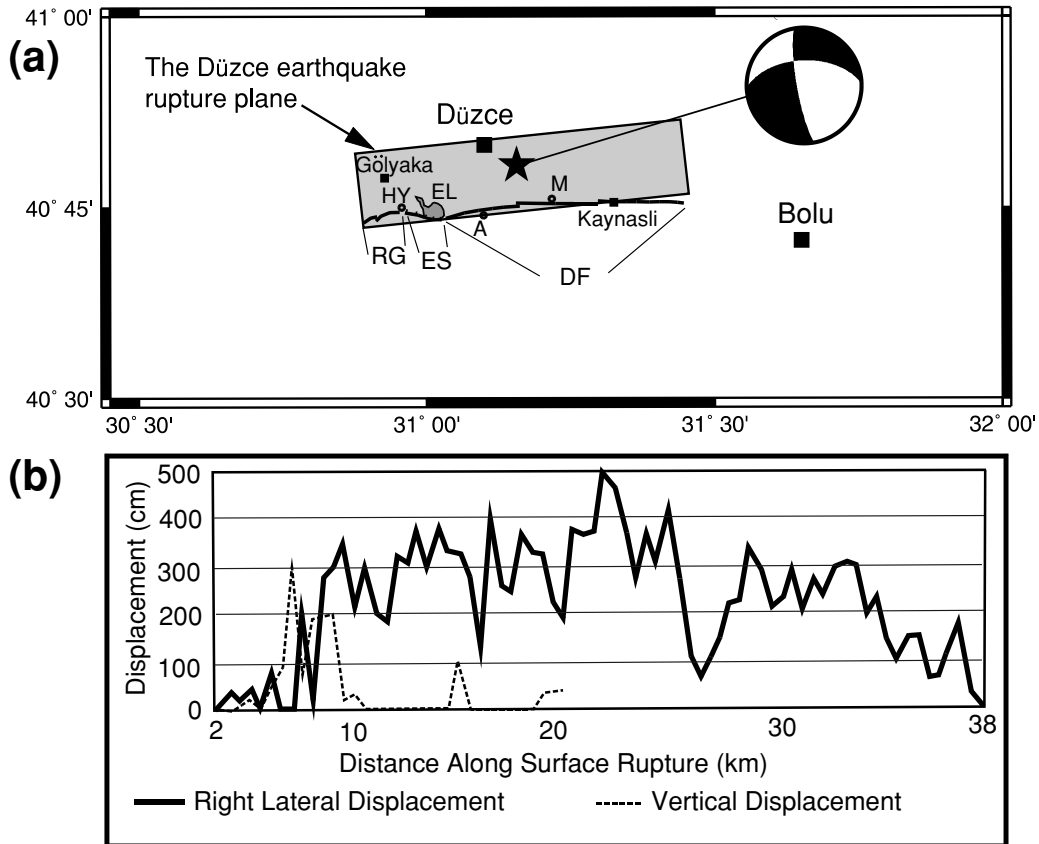 (a)
41° 00'
40° 45'
40° 30'
30° 30'
31° 00'
31° 30'
32° 00'
The Düzce earthquake
rupture plane
Düzce
Gölyaka
HY
EL
M
A
Kaynasli
Bolu
RG
ES
DF
(b)
Displacement (cm)
500
400
300
200
100
0
2
10
20
30
38
Distance Along Surface Rupture (km)
Right Lateral Displacement
Vertical Displacement